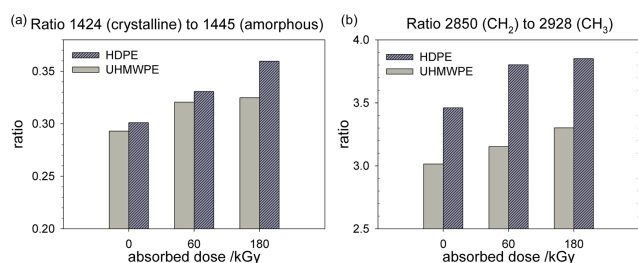 (a) Ratio 1424 (crystalline) to 1445 (amorphous)
HDPE
UHMWPE
ratio
0.35
0.30
0.25
0.20
0 60 180
absorbed dose /kGy
(b) Ratio 2850 (CH₂) to 2928 (CH₃)
HDPE
UHMWPE
ratio
4.0
3.5
3.0
2.5
0 60 180
absorbed dose /kGy